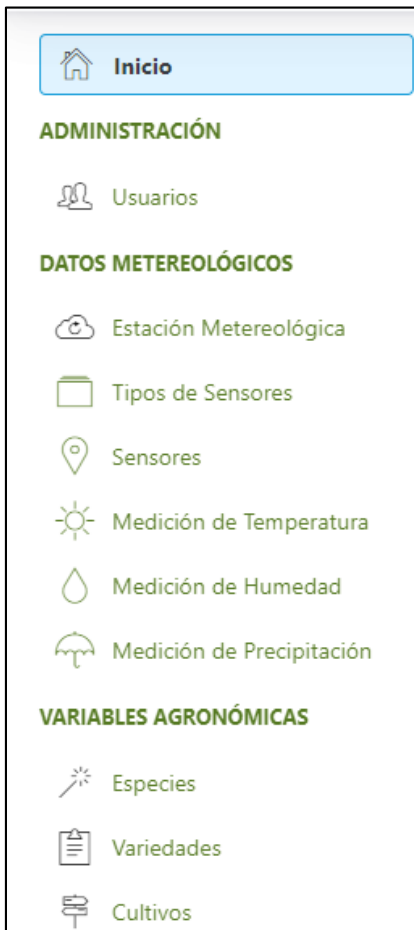 Inicio
ADMINISTRACIÓN
Usuarios
DATOS METEREOLÓGICOS
Estación Metereológica
Tipos de Sensores
Sensores
Medición de Temperatura
Medición de Humedad
Medición de Precipitación
VARIABLES AGRONÓMICAS
Especies
Variedades
Cultivos